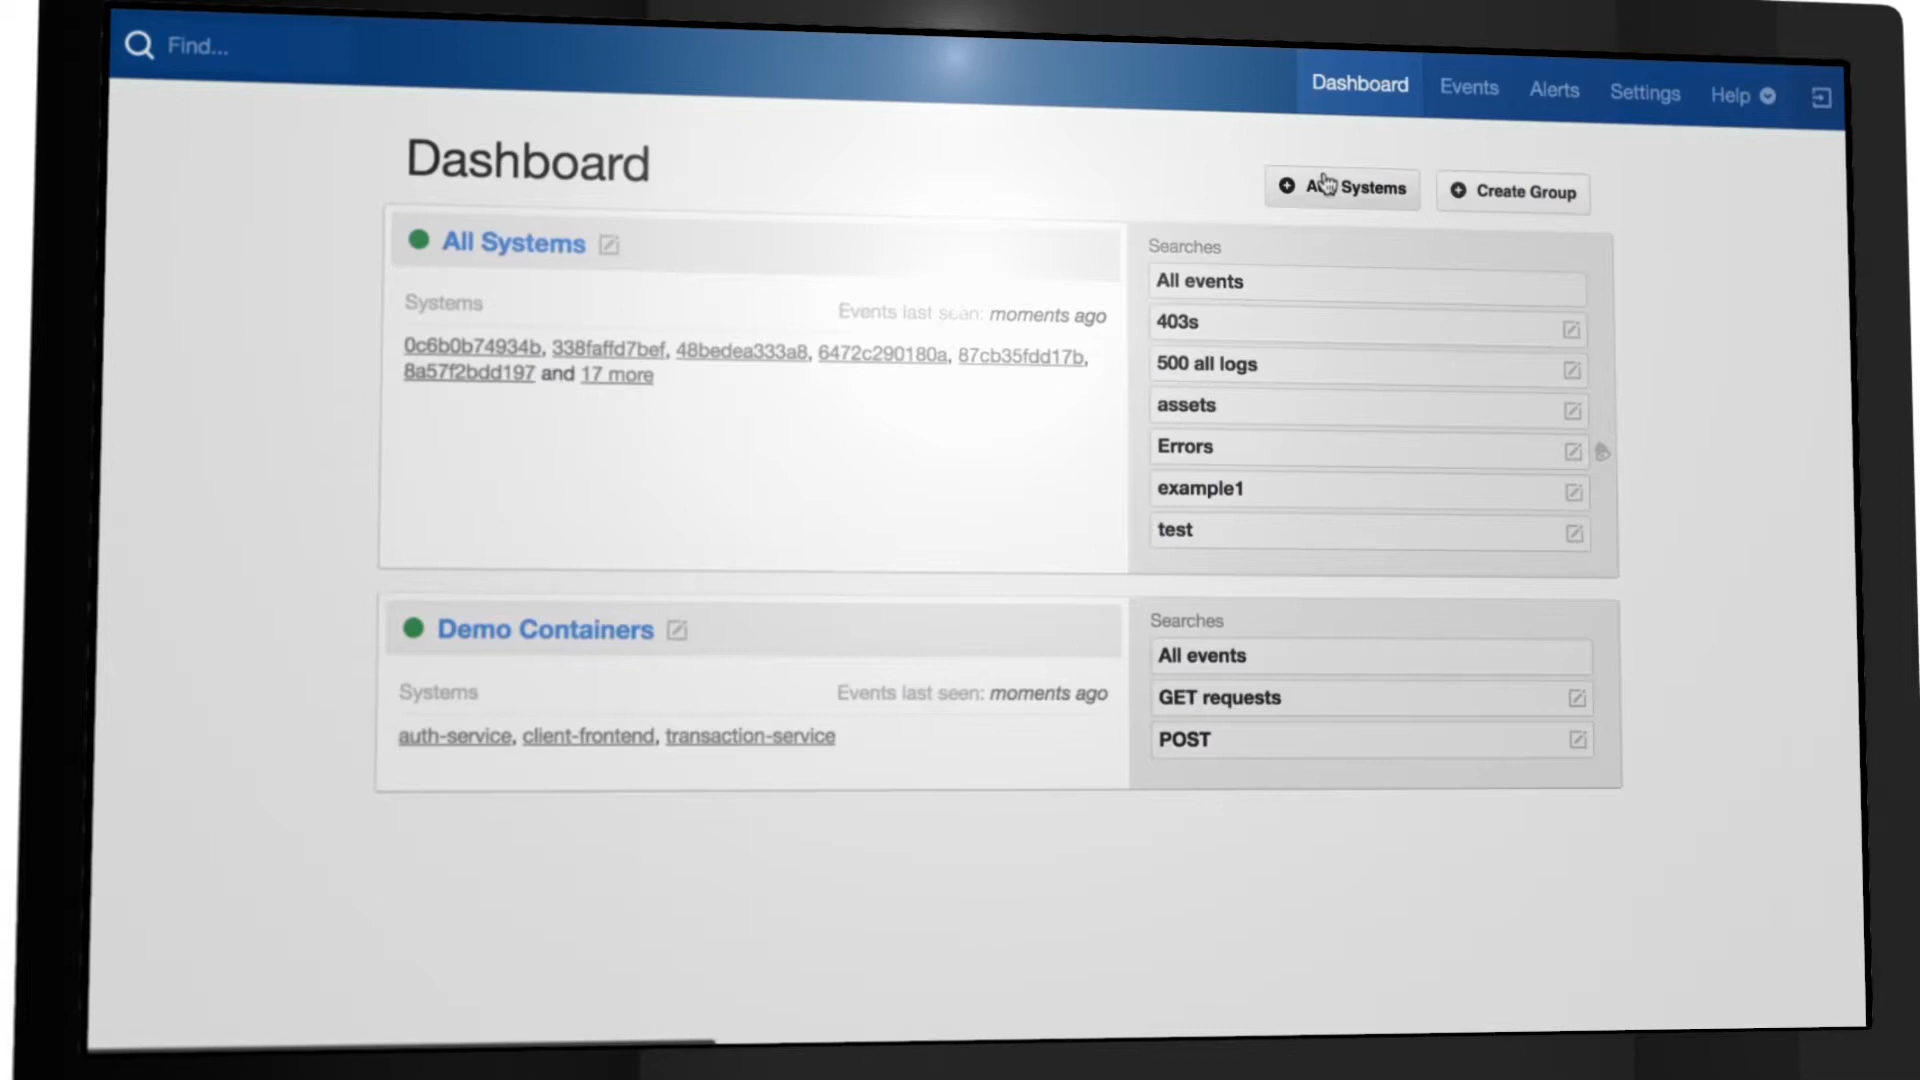 Find...
Dashboard Events Alerts Settings Help
Dashboard
Systems
Create Group
All Systems
Systems
Events last seen: moments ago
0c6b0b74934b, 338faffd7bef, 48bedea333a8, 6472c290180a, 87cb35fdd17b,
8a57f2bdd197 and 17 more
Searches
All events
403s
500 all logs
assets
Errors
example1
test
Demo Containers
Systems
Events last seen: moments ago
auth-service, client-frontend, transaction-service
Searches
All events
GET requests
POST